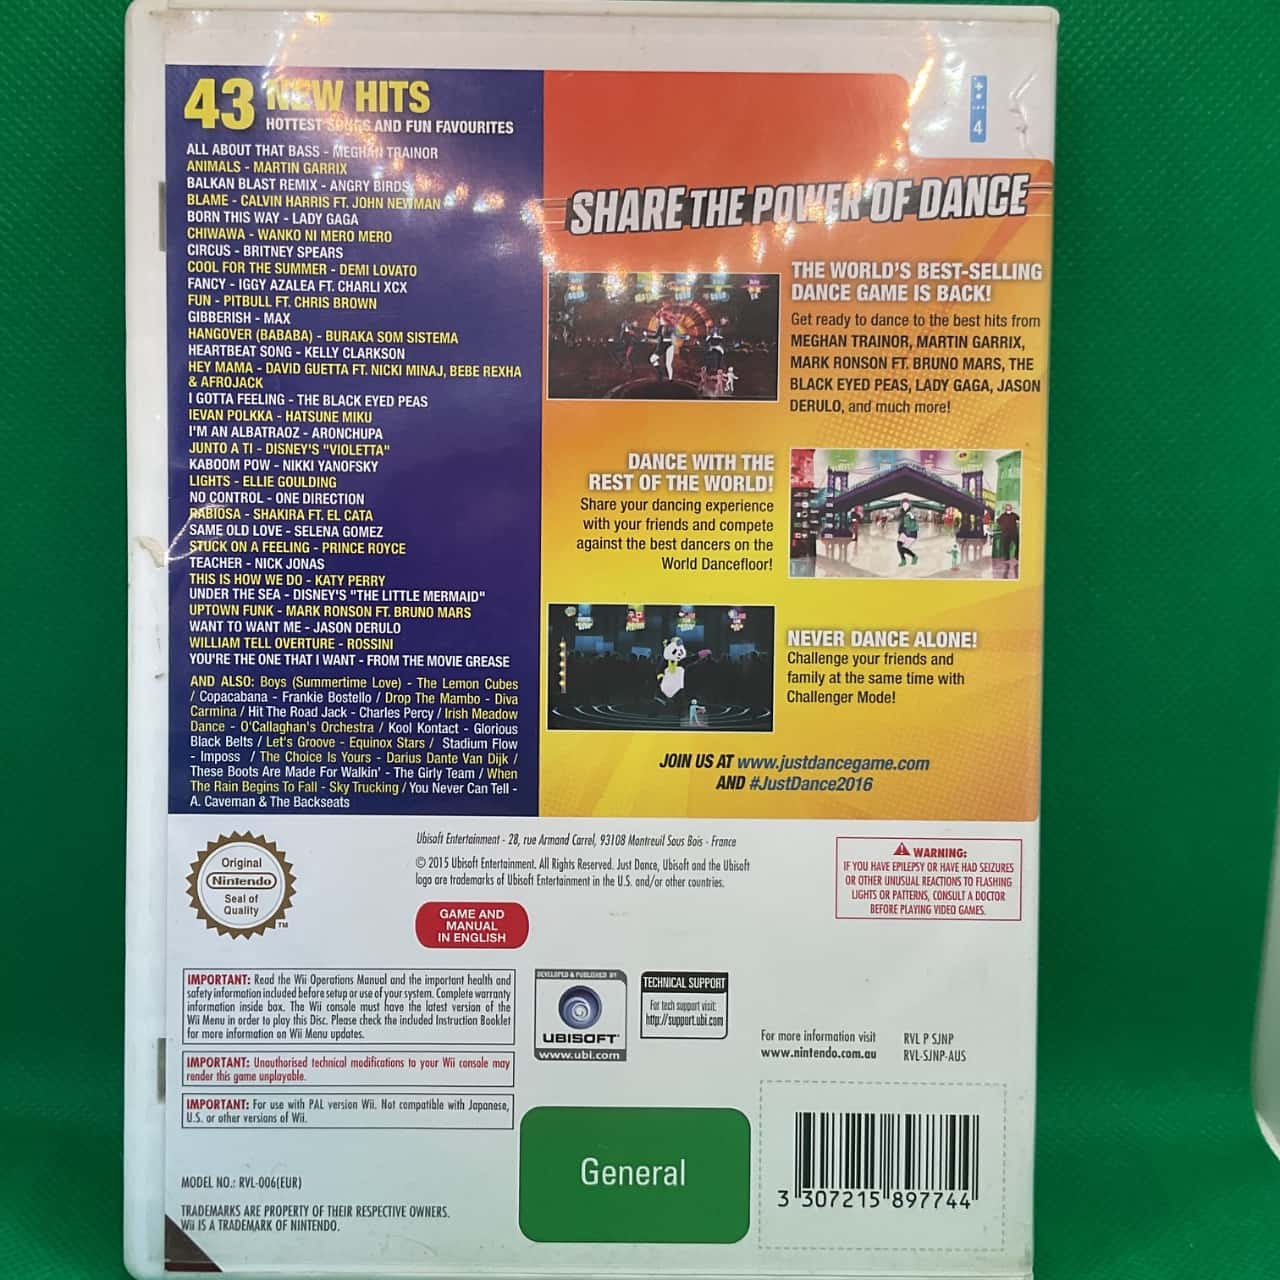 43 NEW HITS
HOTTEST SONGS AND FUN FAVOURITES
ALL ABOUT THAT BASS - MEGHAN TRAINOR
ANIMALS - MARTIN GARRIX
BALKAN BLAST REMIX - ANGRY BIRDS
BLAME - CALVIN HARRIS FT. JOHN NEWMAN
BORN THIS WAY - LADY GAGA
CHIWAWA - WANKO NI MERO MERO
CIRCUS - BRITNEY SPEARS
COOL FOR THE SUMMER - DEMI LOVATO
FANCY - IGGY AZALEA FT. CHARLI XCX
FUN - PITBULL FT. CHRIS BROWN
GIBBERISH - MAX
HANGOVER (BABABA) - BURAKA SOM SISTEMA
HEARTBEAT SONG - KELLY CLARKSON
HEY MAMA - DAVID GUETTA FT. NICKI MINAJ, BEBE REXHA
& AFROJACK
I GOTTA FEELING - THE BLACK EYED PEAS
IEVAN POLKKA - HATSUNE MIKU
I'M AN ALBATRAOZ - ARONCHUPA
JUNTO A TI - DISNEY'S "VIOLETTA"
KABOOM POW - NIKKI YANOFSKY
LIGHTS - ELLIE GOULDING
NO CONTROL - ONE DIRECTION
RABIOSA - SHAKIRA FT. EL CATA
SAME OLD LOVE - SELENA GOMEZ
STUCK ON A FEELING - PRINCE ROYCE
TEACHER - NICK JONAS
THIS IS HOW WE DO - KATY PERRY
UNDER THE SEA - DISNEY'S "THE LITTLE MERMAID"
UPTOWN FUNK - MARK RONSON FT. BRUNO MARS
WANT TO WANT ME - JASON DERULO
WILLIAM TELL OVERTURE - ROSSINI
YOU'RE THE ONE THAT I WANT - FROM THE MOVIE GREASE
AND ALSO: Boys (Summertime Love) - The Lemon Cubes
/ Copacabana - Frankie Bostello / Drop The Mambo - Diva
Carmina / Hit The Road Jack - Charles Percy / Irish Meadow
Dance - O'Callaghan's Orchestra / Kool Kontact - Glorious
Black Belts / Let's Groove - Equinox Stars / Stadium Flow
- Imposs / The Choice Is Yours - Darius Dante Van Dijk /
These Boots Are Made For Walkin' - The Girly Team / When
The Rain Begins To Fall - Sky Trucking / You Never Can Tell -
A. Caveman & The Backseats
4
SHARE THE POWER OF DANCE
THE WORLD'S BEST-SELLING
DANCE GAME IS BACK!
Get ready to dance to the best hits from
MEGHAN TRAINOR, MARTIN GARRIX,
MARK RONSON FT. BRUNO MARS, THE
BLACK EYED PEAS, LADY GAGA, JASON
DERULO, and much more!
DANCE WITH THE
REST OF THE WORLD!
Share your dancing experience
with your friends and compete
against the best dancers on the
World Dancefloor!
NEVER DANCE ALONE!
Challenge your friends and
family at the same time with
Challenger Mode!
JOIN US AT www.justdancegame.com
AND #JustDance2016
Original
Nintendo
Seal of
Quality
TM
Ubisoft Entertainment - 28, rue Armand Carrel, 93108 Montreuil Sous Bois - France
© 2015 Ubisoft Entertainment. All Rights Reserved. Just Dance, Ubisoft and the Ubisoft
logo are trademarks of Ubisoft Entertainment in the U.S. and/or other countries.
WARNING:
IF YOU HAVE EPILEPSY OR HAVE HAD SEIZURES
OR OTHER UNUSUAL REACTIONS TO FLASHING
LIGHTS OR PATTERNS, CONSULT A DOCTOR
BEFORE PLAYING VIDEO GAMES.
GAME AND
MANUAL
IN ENGLISH
IMPORTANT: Read the Wii Operations Manual and the important health and
safety information included before setup or use of your system. Complete warranty
information inside box. The Wii console must have the latest version of the
Wii Menu in order to play this Disc. Please check the included Instruction Booklet
for more information on Wii Menu updates.
IMPORTANT: Unauthorised technical modifications to your Wii console may
render this game unplayable.
IMPORTANT: For use with PAL version Wii. Not compatible with Japanese,
U.S. or other versions of Wii.
DEVELOPED & PUBLISHED BY
UBISOFT
www.ubi.com
TECHNICAL SUPPORT
For tech support visit:
http://support.ubi.com
For more information visit
www.nintendo.com.au
RVL P SJNP
RVL-SJNP-AUS
General
3 307215 897744
MODEL NO.: RVL-006(EUR)
TRADEMARKS ARE PROPERTY OF THEIR RESPECTIVE OWNERS.
Wii IS A TRADEMARK OF NINTENDO.